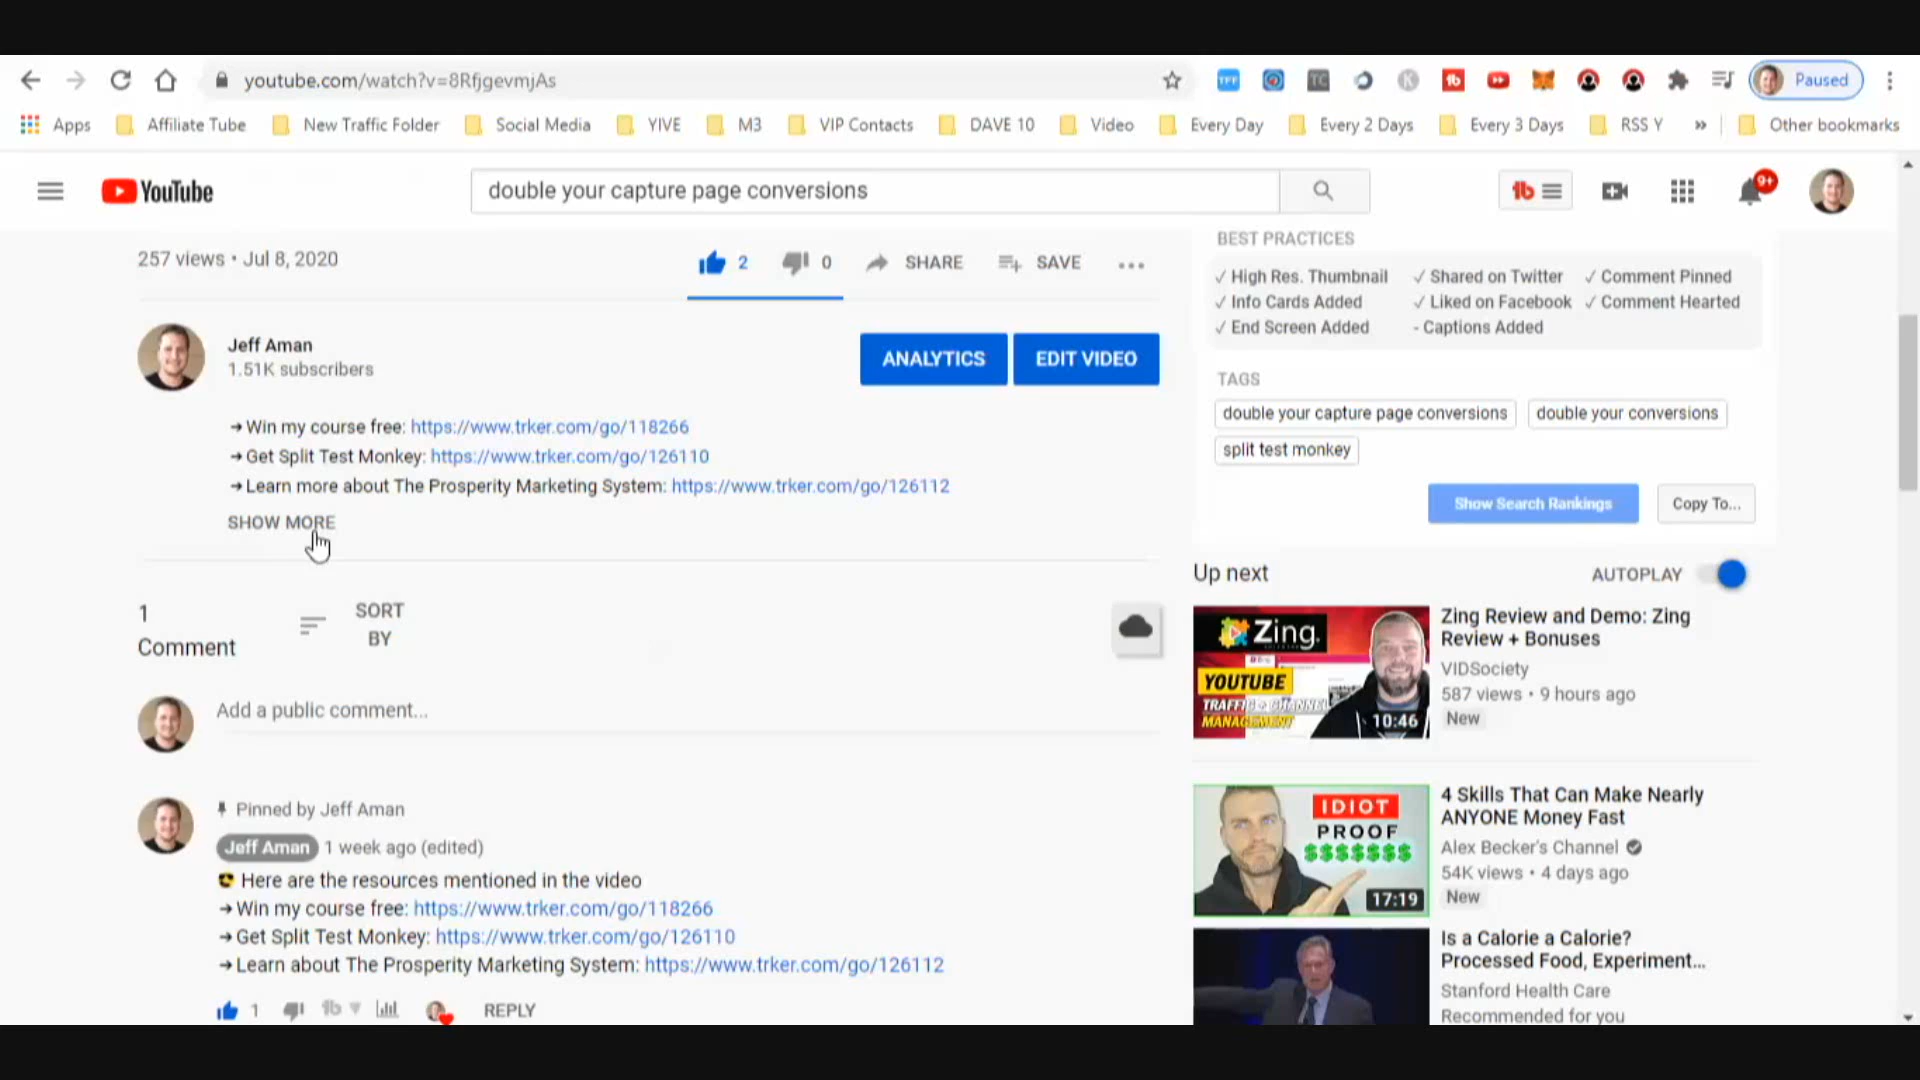 youtube.com/watch?v=8RfjgevmjAs
TC
K
Paused
Apps
Affiliate Tube
New Traffic Folder
Social Media
YIVE
M3
VIP Contacts
DAVE 10
Video
Every Day
Every 2 Days
Every 3 Days
RSS Y
»
Other bookmarks
YouTube
double your capture page conversions
9+
257 views • Jul 8, 2020
2
0
SHARE
SAVE
Jeff Aman
1.51K subscribers
ANALYTICS
EDIT VIDEO
➔Win my course free: https://www.trker.com/go/118266
➔Get Split Test Monkey: https://www.trker.com/go/126110
➔Learn more about The Prosperity Marketing System: https://www.trker.com/go/126112
SHOW MORE
1
Comment
SORT
BY
Add a public comment...
Pinned by Jeff Aman
Jeff Aman 1 week ago (edited)
😎 Here are the resources mentioned in the video
➔Win my course free: https://www.trker.com/go/118266
➔Get Split Test Monkey: https://www.trker.com/go/126110
➔Learn about The Prosperity Marketing System: https://www.trker.com/go/126112
1
REPLY
BEST PRACTICES
✓ High Res. Thumbnail ✓ Shared on Twitter ✓ Comment Pinned
✓ Info Cards Added ✓ Liked on Facebook ✓ Comment Hearted
✓ End Screen Added - Captions Added
TAGS
double your capture page conversions
double your conversions
split test monkey
Show Search Rankings
Copy To...
Up next
AUTOPLAY
Zing.
YOUTUBE
TRAFFIC + CHANNEL
MANAGEMENT
10:46
Zing Review and Demo: Zing
Review + Bonuses
VIDSociety
587 views • 9 hours ago
New
IDIOT
PROOF
$$$$$$$
17:19
4 Skills That Can Make Nearly
ANYONE Money Fast
Alex Becker's Channel
54K views • 4 days ago
New
Is a Calorie a Calorie?
Processed Food, Experiment...
Stanford Health Care
Recommended for you